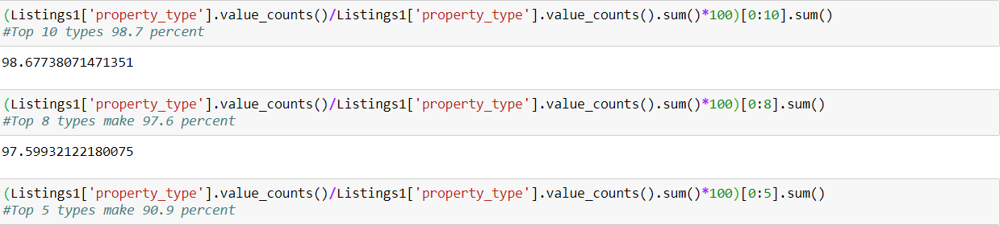 (Listings1['property_type'].value_counts()/Listings1['property_type'].value_counts().sum()*100)[0:10].sum()
#Top 10 types 98.7 percent
98.67738071471351
(Listings1['property_type'].value_counts()/Listings1['property_type'].value_counts().sum()*100)[0:8].sum()
#Top 8 types make 97.6 percent
97.59932122180075
(Listings1['property_type'].value_counts()/Listings1['property_type'].value_counts().sum()*100)[0:5].sum()
#Top 5 types make 90.9 percent